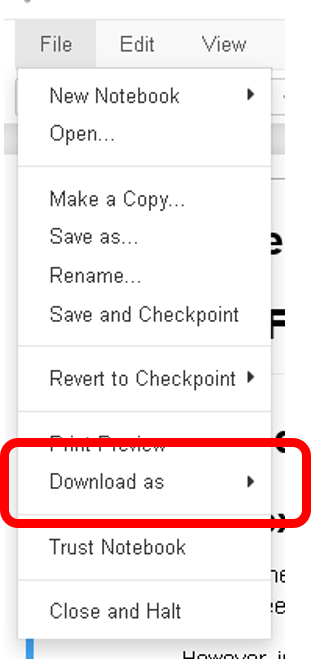 File Edit View
New Notebook
Open...
e
Make a Copy...
Save as...
Rename...
Save and Checkpoint
F
Revert to Checkpoint
Print Preview
Download as
Trust Notebook
Close and Halt
However, i